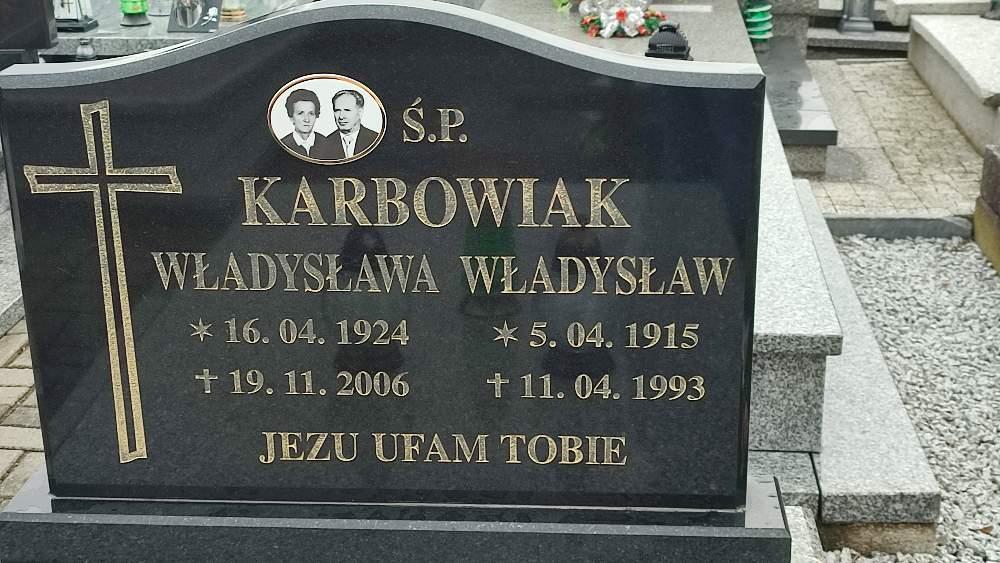 Ś.P.
KARBOWIAK
WŁADYSŁAWA WŁADYSŁAW
* 16. 04. 1924 * 5. 04. 1915
† 19. 11. 2006 † 11. 04. 1993
JEZU UFAM TOBIE